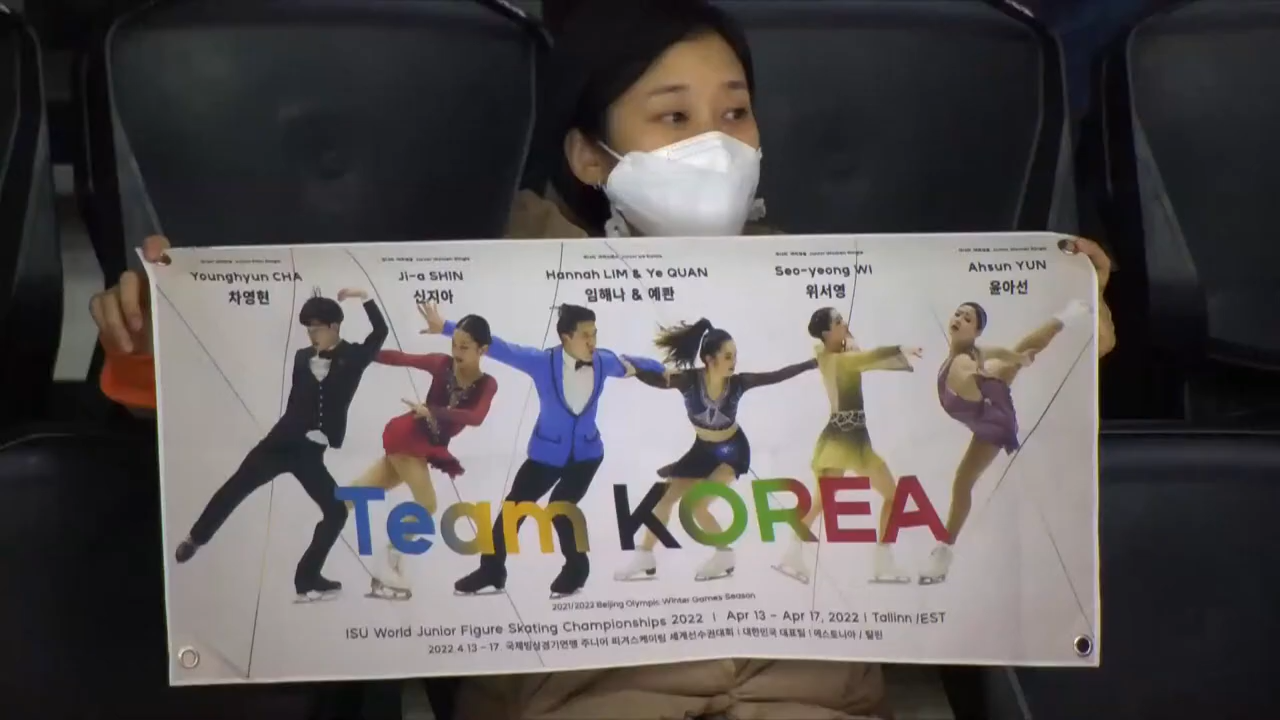 Younghyun CHA
차영현
Ji-a SHIN
신지아
Hannah LIM & Ye QUAN
임해나 & 예콴
Seo-yeong WI
위서영
Ahsun YUN
윤아선
Team KOREA
2021/2022 Beijing Olympic Winter Games Season
ISU World Junior Figure Skating Championships 2022 | Apr 13 - Apr 17, 2022 | Tallinn /EST
2022.4.13-17. 국제빙상경기연맹 주니어 피겨스케이팅 세계선수권대회 | 대한민국 대표팀 | 에스토니아 / 탈린